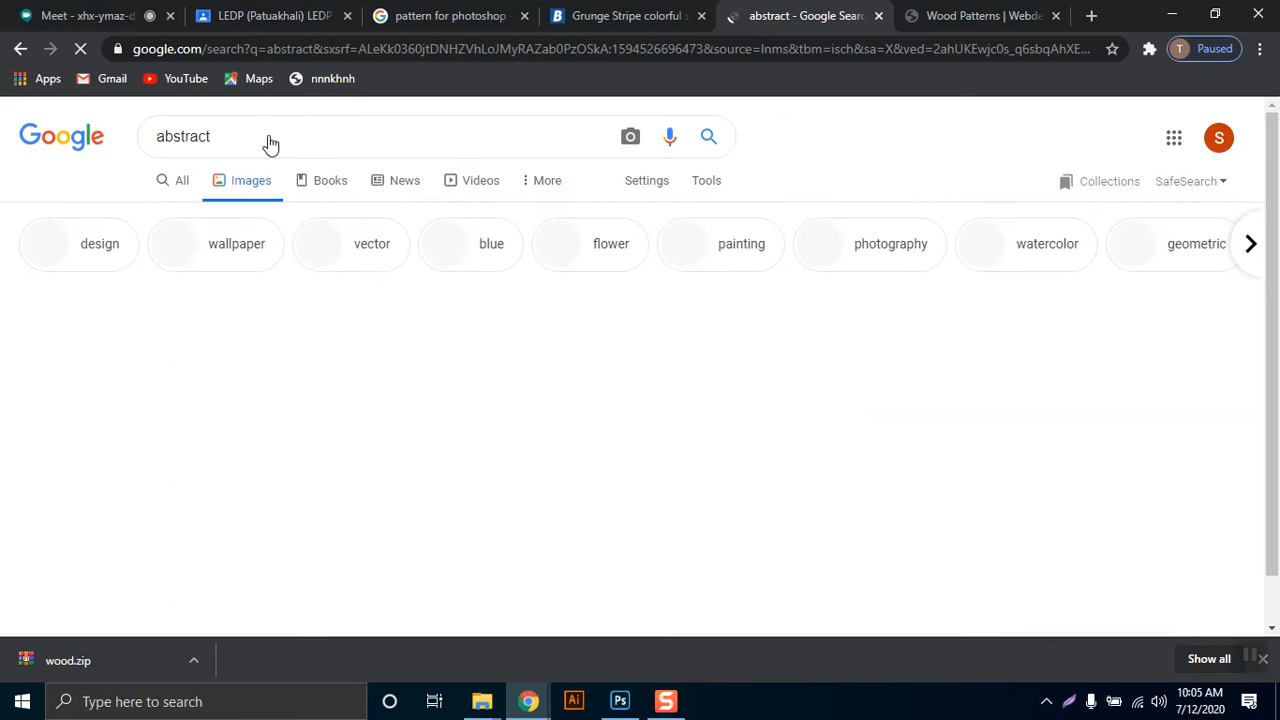 Meet - xhx-ymaz-d
LEDP (Patuakhali) LEDP
pattern for photoshop -
Grunge Stripe colorful s
abstract - Google Sear
Wood Patterns | Webde
google.com/search?q=abstract&sxsrf=ALeKk0360jtDNHZVhLoJMyRAZab0PzOSkA:1594526696473&source=lnms&tbm=isch&sa=X&ved=2ahUKEwjc0s_q6sbqAhXE...
T Paused
Apps
Gmail
YouTube
Maps
nnnkhnh
Google
abstract
S
All
Images
Books
News
Videos
More
Settings
Tools
Collections
SafeSearch
design
wallpaper
vector
blue
flower
painting
photography
watercolor
geometric
wood.zip
Show all
Type here to search
Ai
Ps
S
10:05 AM
7/12/2020